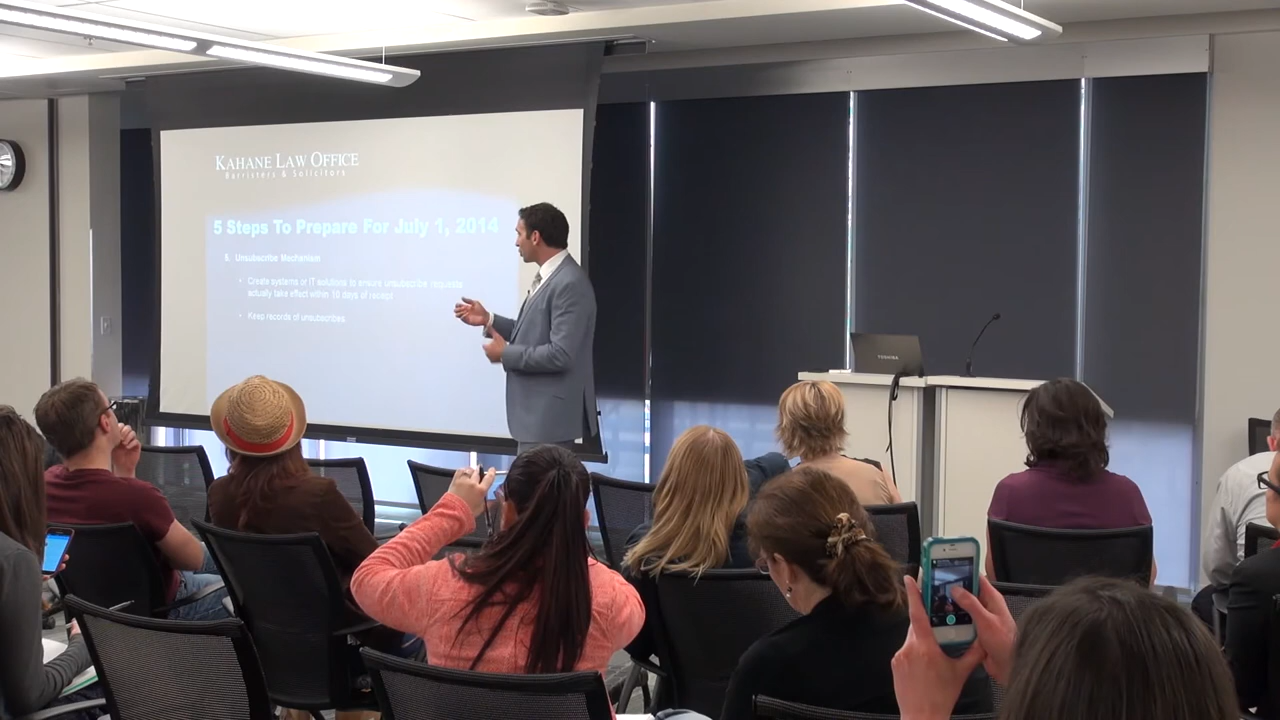 KAHANE LAW OFFICE
Barristers & Solicitors
5 Steps To Prepare For July 1, 2014
5. Unsubscribe Mechanism
• Create systems or IT solutions to ensure unsubscribe requests
actually take effect within 10 days of receipt
• Keep records of unsubscribes.
TOSHIBA